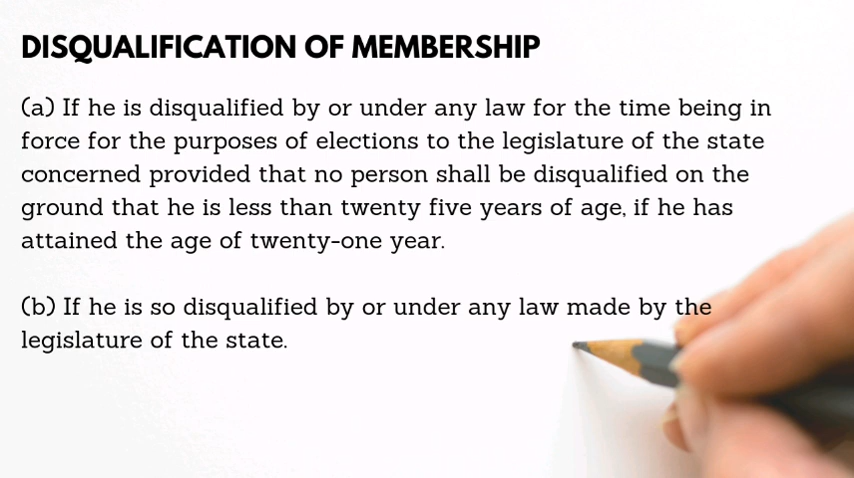 DISQUALIFICATION OF MEMBERSHIP
(a) If he is disqualified by or under any law for the time being in
force for the purposes of elections to the legislature of the state
concerned provided that no person shall be disqualified on the
ground that he is less than twenty five years of age, if he has
attained the age of twenty-one year.
(b) If he is so disqualified by or under any law made by the
legislature of the state.